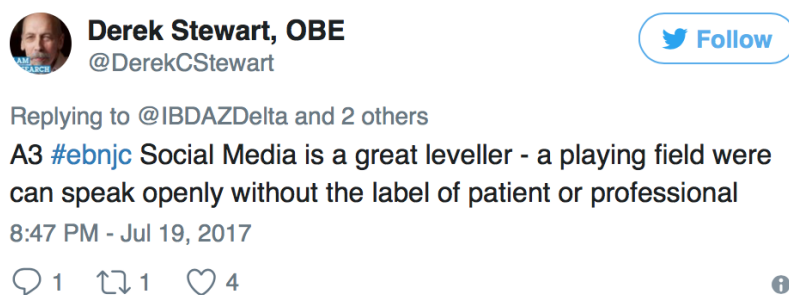 Derek Stewart, OBE
@DerekCStewart
Follow
Replying to @IBDAZDelta and 2 others
A3 #ebnjc Social Media is a great leveller - a playing field were
can speak openly without the label of patient or professional
8:47 PM - Jul 19, 2017
1 1 4